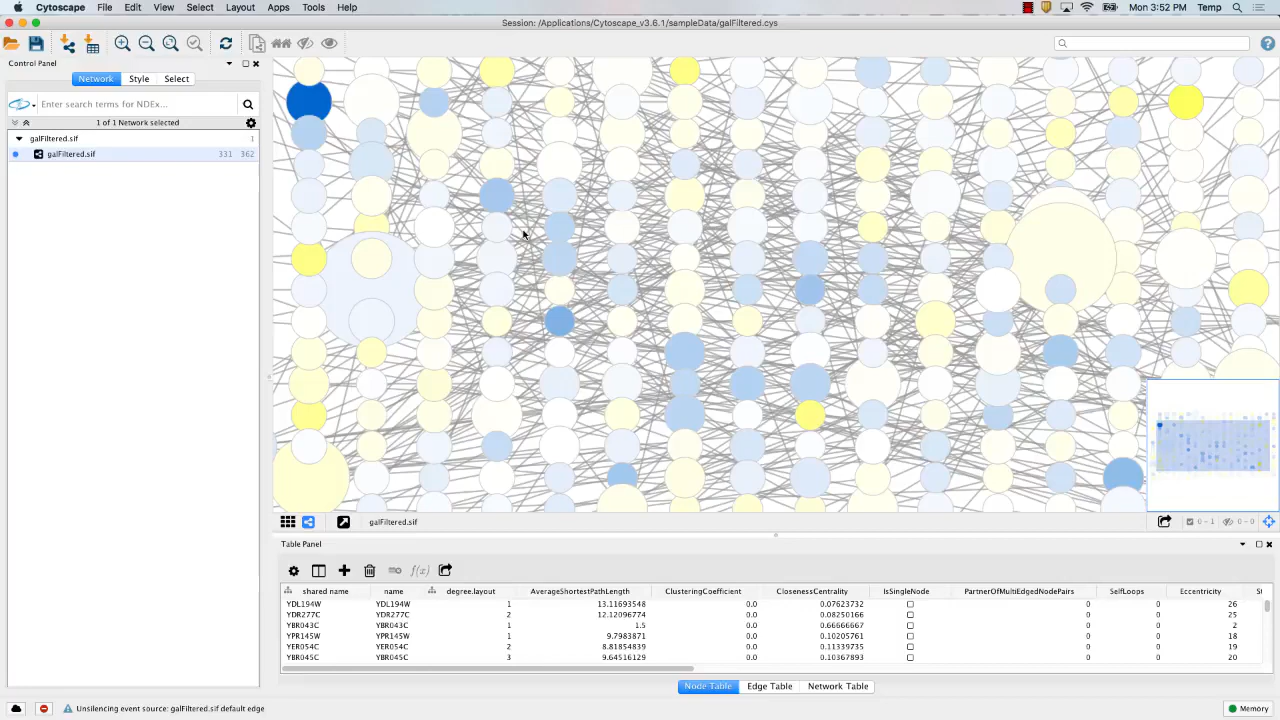 Cytoscape File Edit View Select Layout Apps Tools Help Mon 3:52 PM Temp
Session: /Applications/Cytoscape_v3.6.1/sampleData/galFiltered.cys
Control Panel
Network Style Select
Enter search terms for NDEx...
1 of 1 Network selected
galFiltered.sif 1
galFiltered.sif 331 362
galFiltered.sif 0 - 1 0 - 0
Table Panel
f(x)
shared name name degree.layout AverageShortestPathLength ClusteringCoefficient ClosenessCentrality IsSingleNode PartnerOfMultiEdgedNodePairs SelfLoops Eccentricity St
YDL194W YDL194W 1 13.11693548 0.0 0.07623732 0 0 26
YDR277C YDR277C 2 12.12096774 0.0 0.08250166 0 0 25
YBR043C YBR043C 1 1.5 0.0 0.66666667 0 0 2
YPR145W YPR145W 1 9.7983871 0.0 0.10205761 0 0 18
YER054C YER054C 2 8.81854839 0.0 0.11339735 0 0 19
YBR045C YBR045C 3 9.64516129 0.0 0.10367893 0 0 20
Node Table Edge Table Network Table
Unsilencing event source: galFiltered.sif default edge Memory